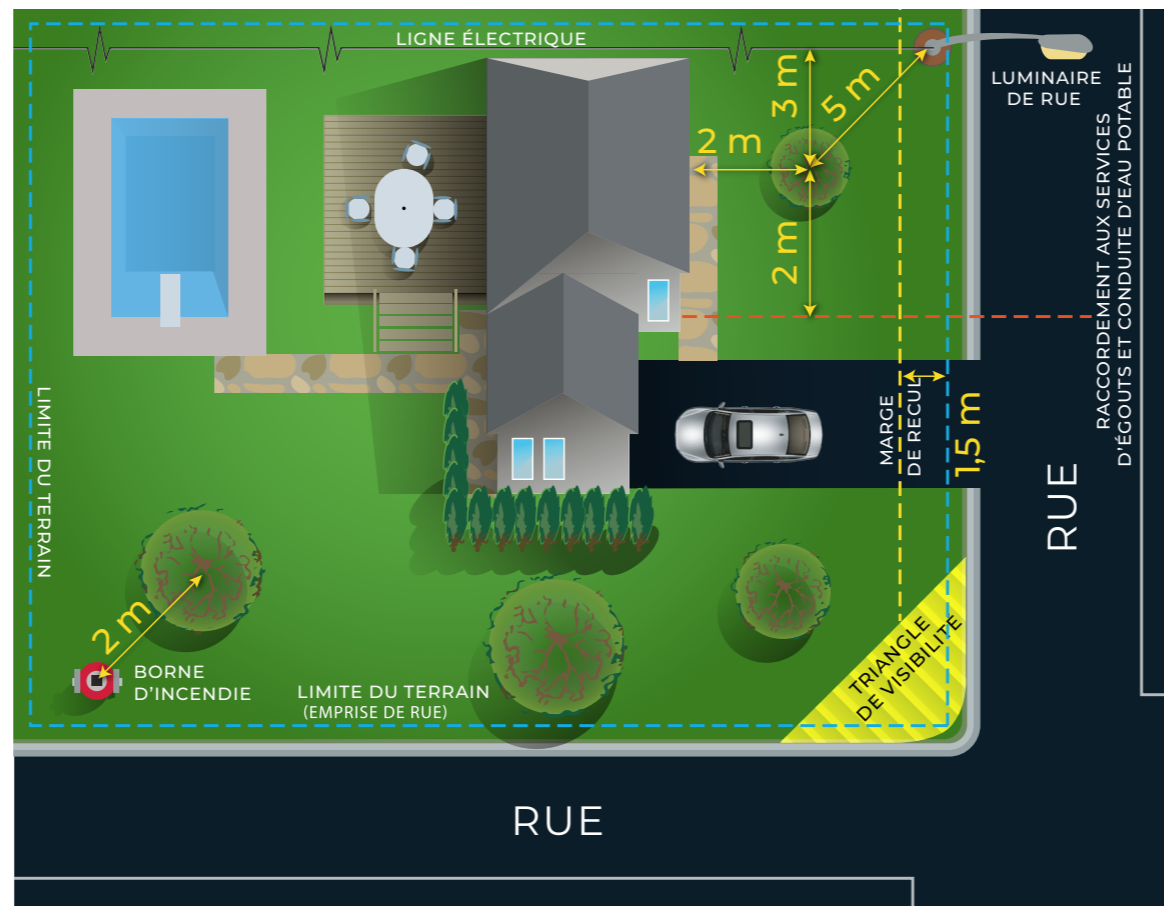 LIGNE ÉLECTRIQUE
LUMINAIRE
DE RUE
3 m
5 m
2 m
2 m
RACCORDEMENT AUX SERVICES
D'ÉGOUTS ET CONDUITE D'EAU POTABLE
MARGE
DE RECUL
1,5 m
RUE
LIMITE DU TERRAIN
2 m
BORNE
D'INCENDIE
LIMITE DU TERRAIN
(EMPRISE DE RUE)
TRIANGLE
DE VISIBILITÉ
RUE